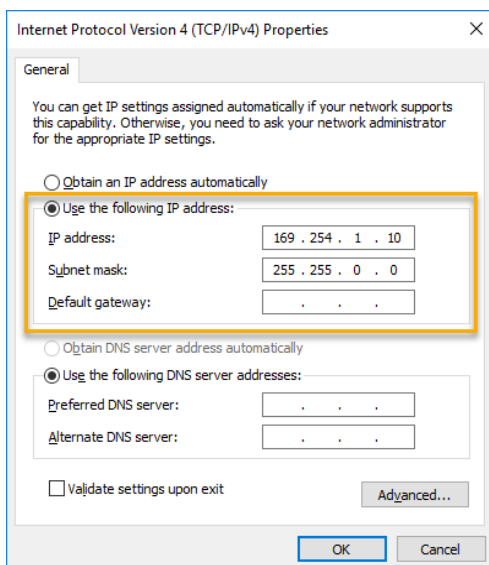 Internet Protocol Version 4 (TCP/IPv4) Properties
General
You can get IP settings assigned automatically if your network supports
this capability. Otherwise, you need to ask your network administrator
for the appropriate IP settings.
Obtain an IP address automatically
Use the following IP address:
IP address: 169 . 254 . 1 . 10
Subnet mask: 255 . 255 . 0 . 0
Default gateway: . . .
Obtain DNS server address automatically
Use the following DNS server addresses:
Preferred DNS server: . . .
Alternate DNS server: . . .
Validate settings upon exit
Advanced...
OK Cancel